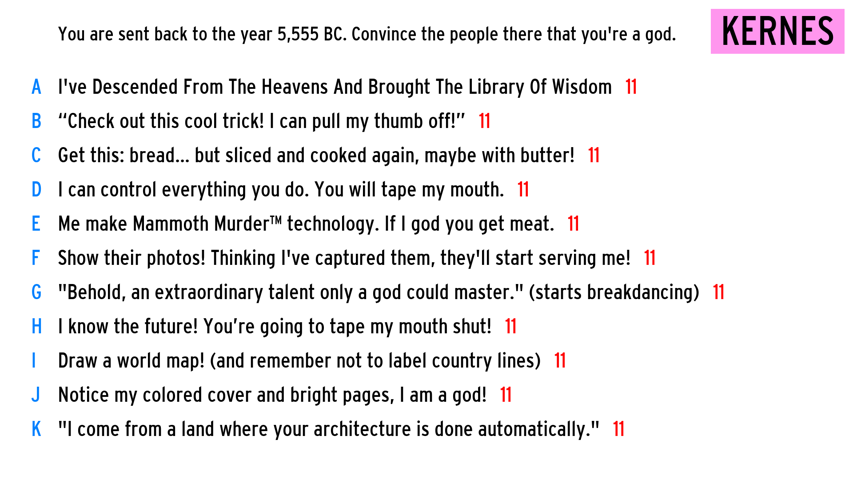 You are sent back to the year 5,555 BC. Convince the people there that you're a god.
KERNES
A I've Descended From The Heavens And Brought The Library Of Wisdom 11
B “Check out this cool trick! I can pull my thumb off!” 11
C Get this: bread... but sliced and cooked again, maybe with butter! 11
D I can control everything you do. You will tape my mouth. 11
E Me make Mammoth Murder™ technology. If I god you get meat. 11
F Show their photos! Thinking I've captured them, they'll start serving me! 11
G "Behold, an extraordinary talent only a god could master." (starts breakdancing) 11
H I know the future! You’re going to tape my mouth shut! 11
I Draw a world map! (and remember not to label country lines) 11
J Notice my colored cover and bright pages, I am a god! 11
K "I come from a land where your architecture is done automatically." 11